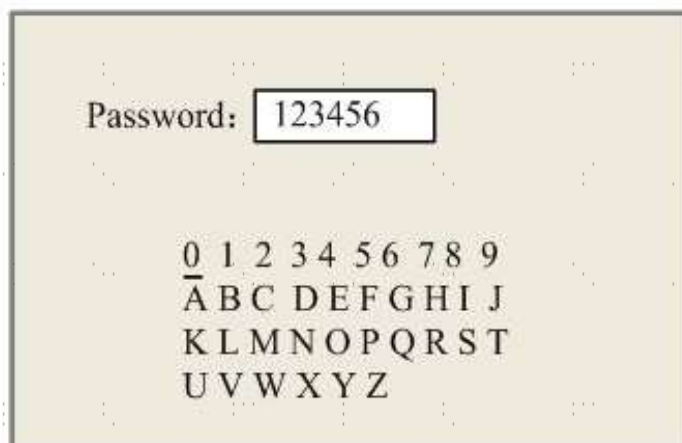 Password: 123456
0 1 2 3 4 5 6 7 8 9
A B C D E F G H I J
K L M N O P Q R S T
U V W X Y Z